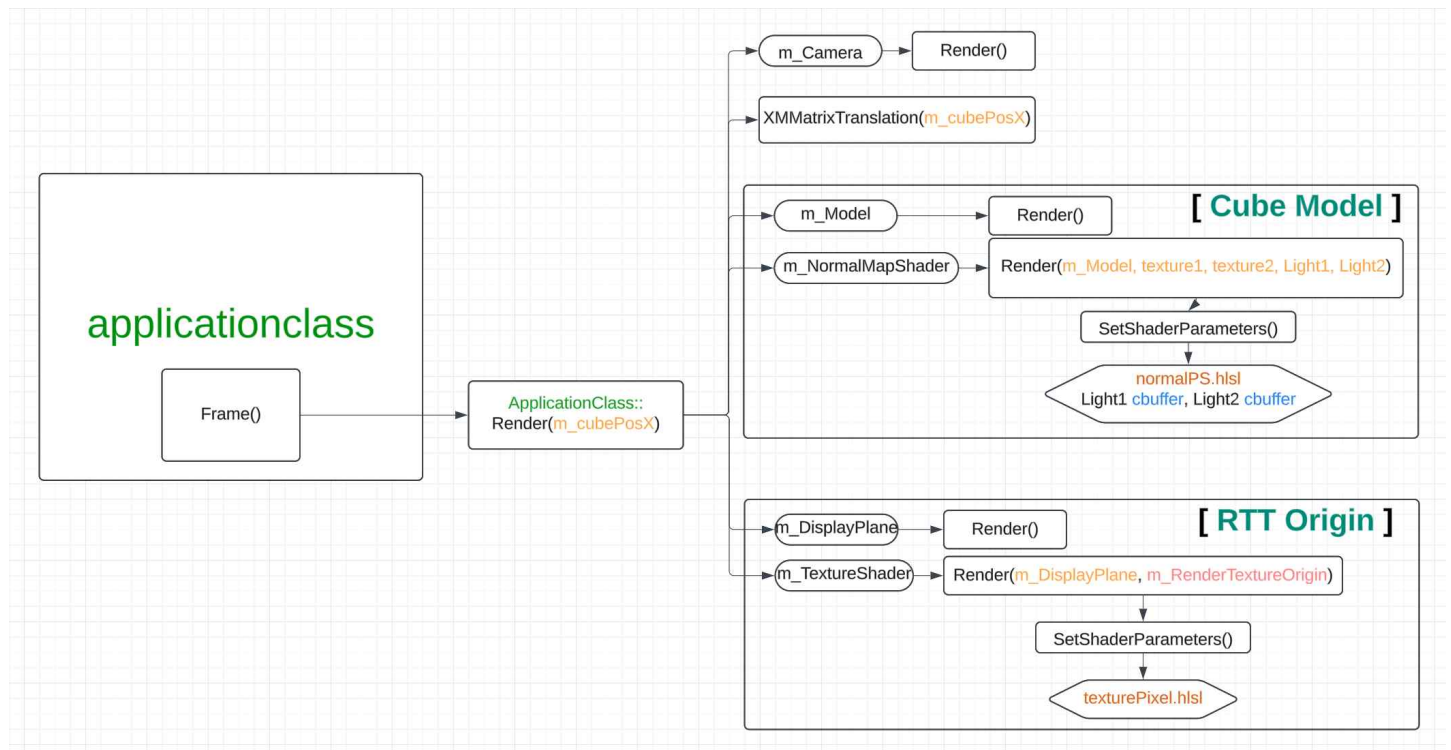 m_Camera
Render()
XMMatrixTranslation(m_cubePosX)
[ Cube Model ]
m_Model
Render()
m_NormalMapShader
Render(m_Model, texture1, texture2, Light1, Light2)
SetShaderParameters()
normalPS.hlsl
Light1 cbuffer, Light2 cbuffer
applicationclass
Frame()
ApplicationClass::
Render(m_cubePosX)
[ RTT Origin ]
m_DisplayPlane
Render()
m_TextureShader
Render(m_DisplayPlane, m_RenderTextureOrigin)
SetShaderParameters()
texturePixel.hlsl